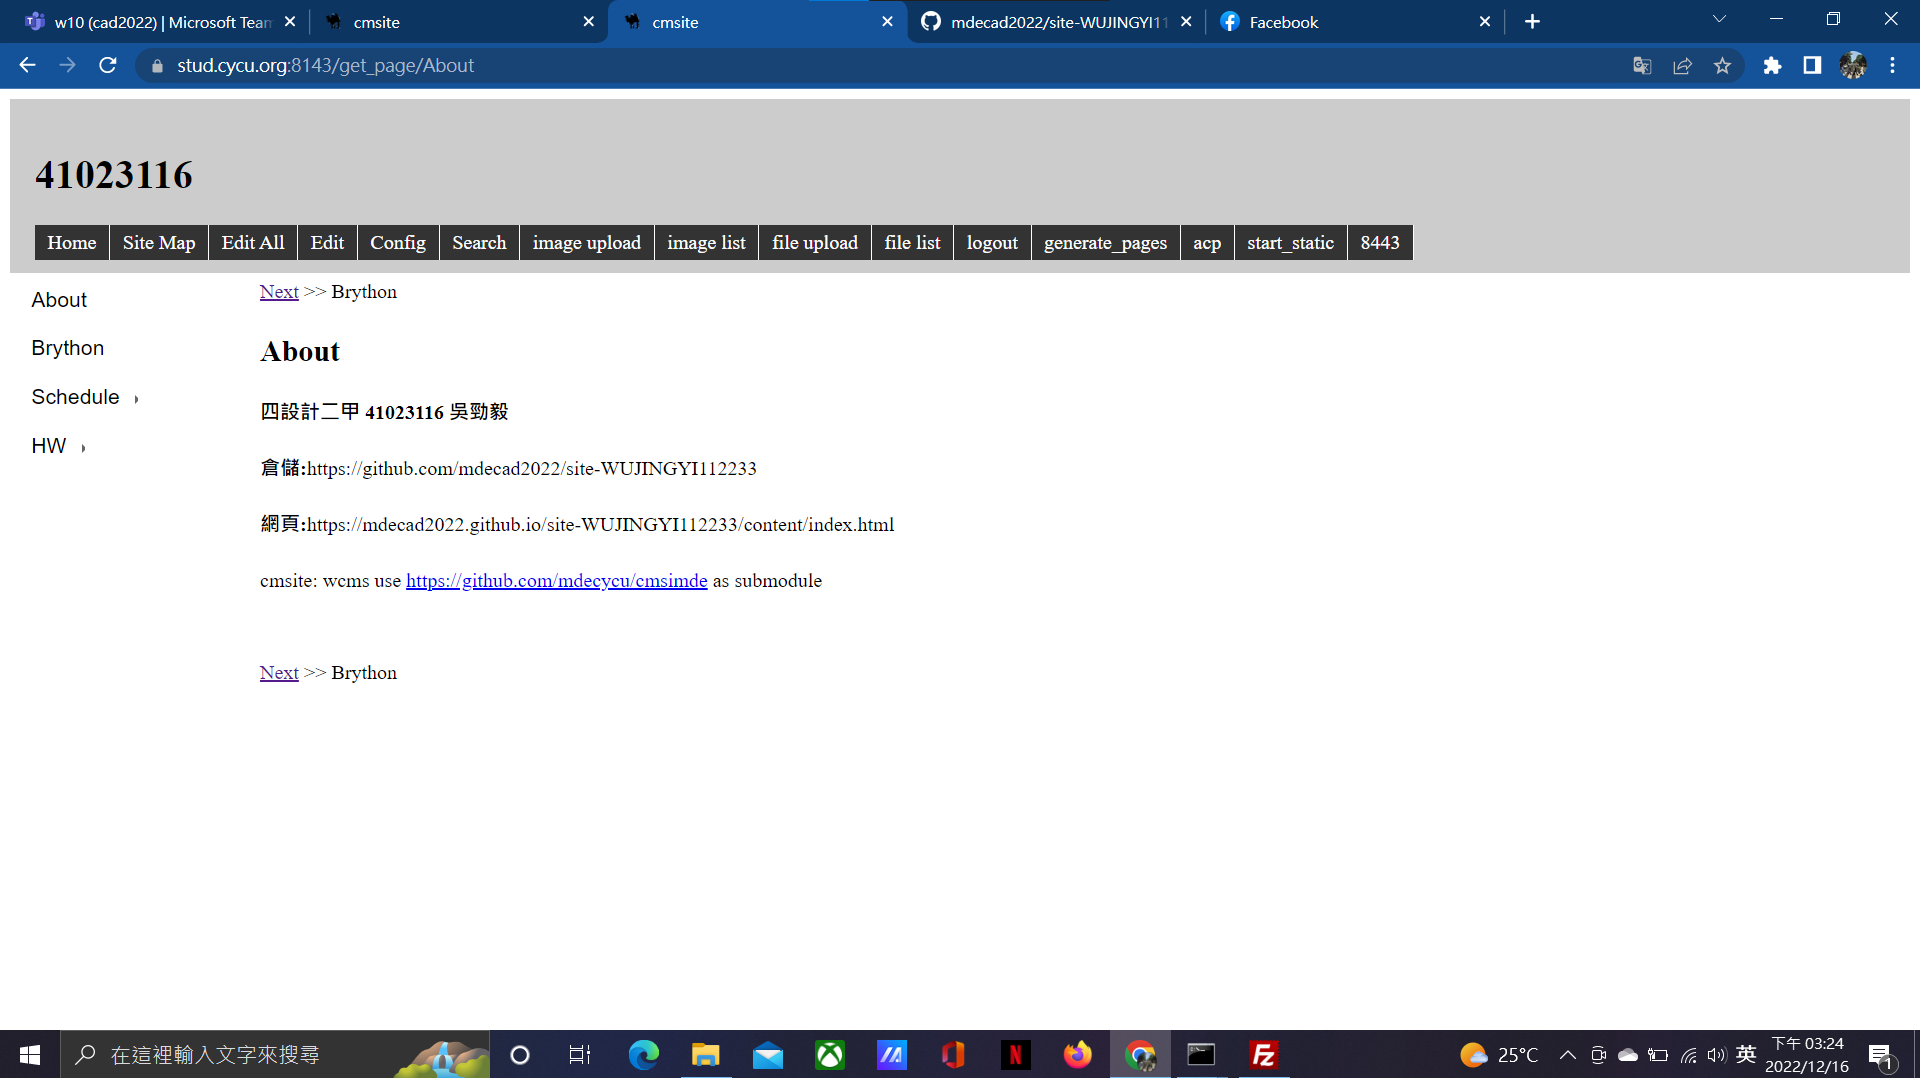 w10 (cad2022) | Microsoft Team
cmsite
cmsite
mdecad2022/site-WUJINGYI11
Facebook
stud.cycu.org:8143/get_page/About
41023116
Home Site Map Edit All Edit Config Search image upload image list file upload file list logout generate_pages acp start_static 8443
About
Brython
Schedule
HW
Next >> Brython
About
四設計二甲 41023116 吳勁毅
倉儲:https://github.com/mdecad2022/site-WUJINGYI112233
網頁:https://mdecad2022.github.io/site-WUJINGYI112233/content/index.html
cmsite: wcms use https://github.com/mdecycu/cmsimde as submodule
Next >> Brython
在這裡輸入文字來搜尋
25°C
英
下午 03:24
2022/12/16
1